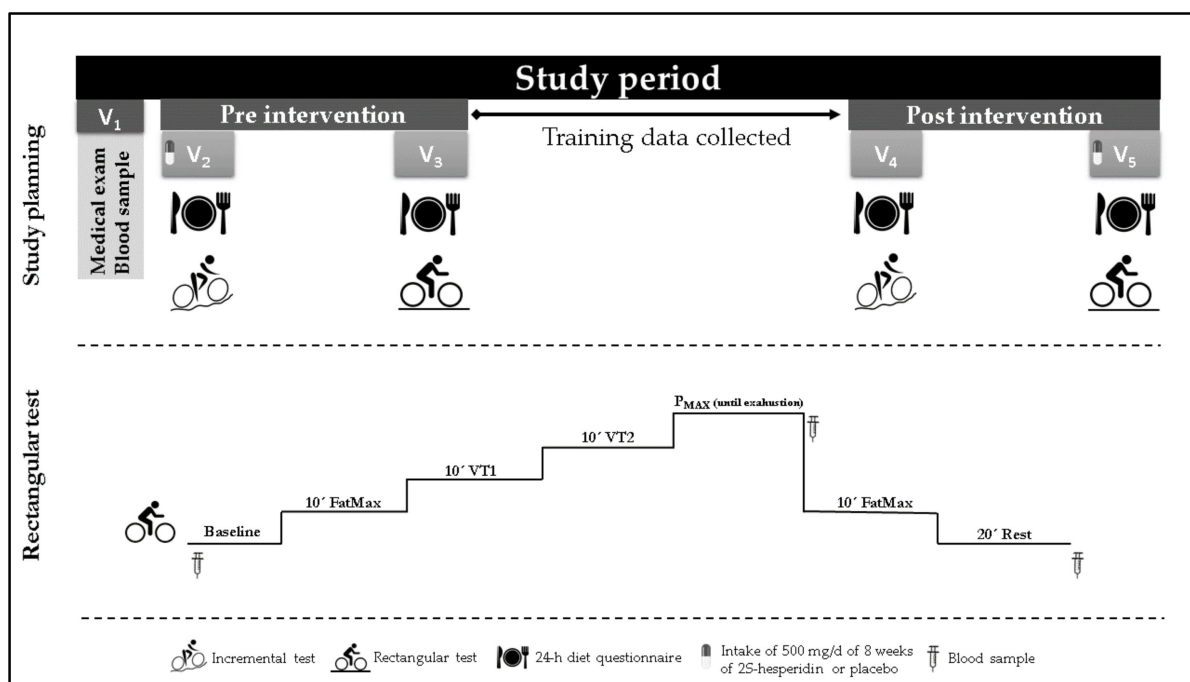 Study period
V1
Pre intervention
Post intervention
Training data collected
V2
V3
V4
V5
Study planning
Medical exam
Blood sample
Rectangular test
PMAX (until exahustion)
10´ VT2
10´ VT1
10´ FatMax
10´ FatMax
Baseline
20´ Rest
Incremental test
Rectangular test
24-h diet questionnaire
Intake of 500 mg/d of 8 weeks
of 2S-hesperidin or placebo
Blood sample